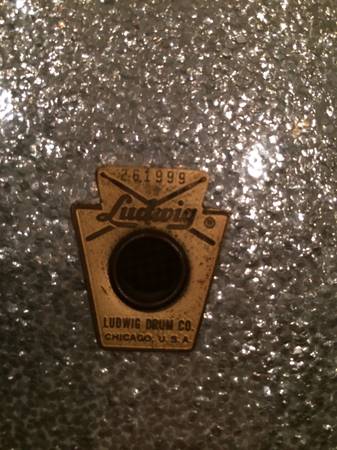 261999
Ludwig ®
LUDWIG DRUM CO.
CHICAGO, U.S.A.